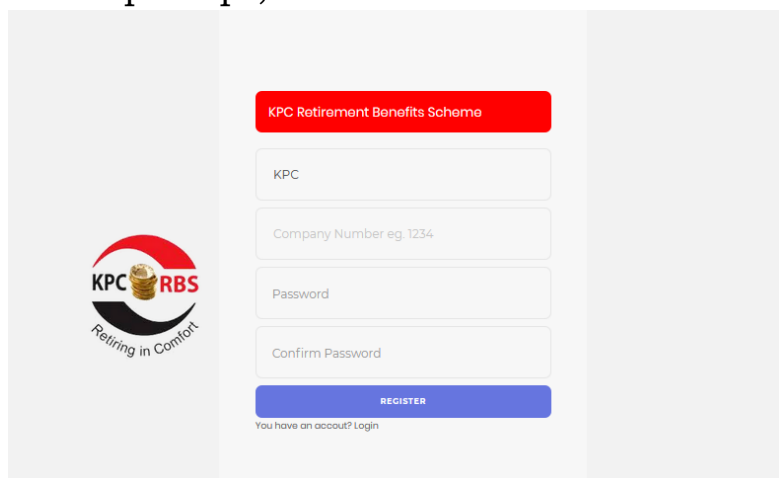 KPC Retirement Benefits Scheme
KPC
Company Number eg. 1234
Password
Confirm Password
REGISTER
You have an accout? Login
KPC RBS
Retiring in Comfort